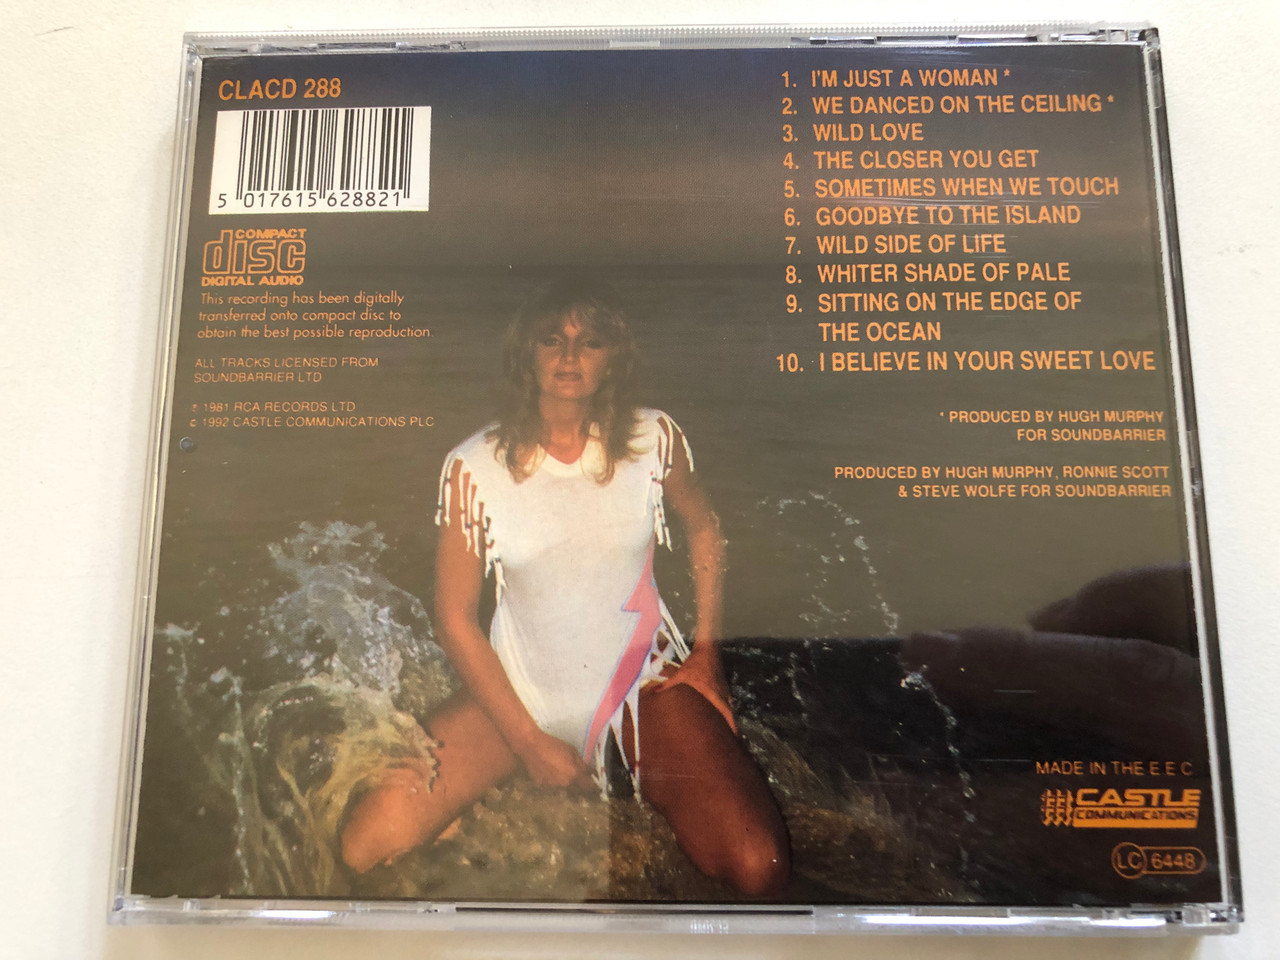 CLACD 288
5 017615 628821
COMPACT
disc
DIGITAL AUDIO
This recording has been digitally
transferred onto compact disc to
obtain the best possible reproduction.
ALL TRACKS LICENSED FROM
SOUNDBARRIER LTD
℗ 1981 RCA RECORDS LTD
© 1992 CASTLE COMMUNICATIONS PLC
1. I'M JUST A WOMAN *
2. WE DANCED ON THE CEILING *
3. WILD LOVE
4. THE CLOSER YOU GET
5. SOMETIMES WHEN WE TOUCH
6. GOODBYE TO THE ISLAND
7. WILD SIDE OF LIFE
8. WHITER SHADE OF PALE
9. SITTING ON THE EDGE OF
THE OCEAN
10. I BELIEVE IN YOUR SWEET LOVE
* PRODUCED BY HUGH MURPHY
FOR SOUNDBARRIER
PRODUCED BY HUGH MURPHY, RONNIE SCOTT
& STEVE WOLFE FOR SOUNDBARRIER
MADE IN THE E.E.C.
CASTLE
COMMUNICATIONS
LC 6448